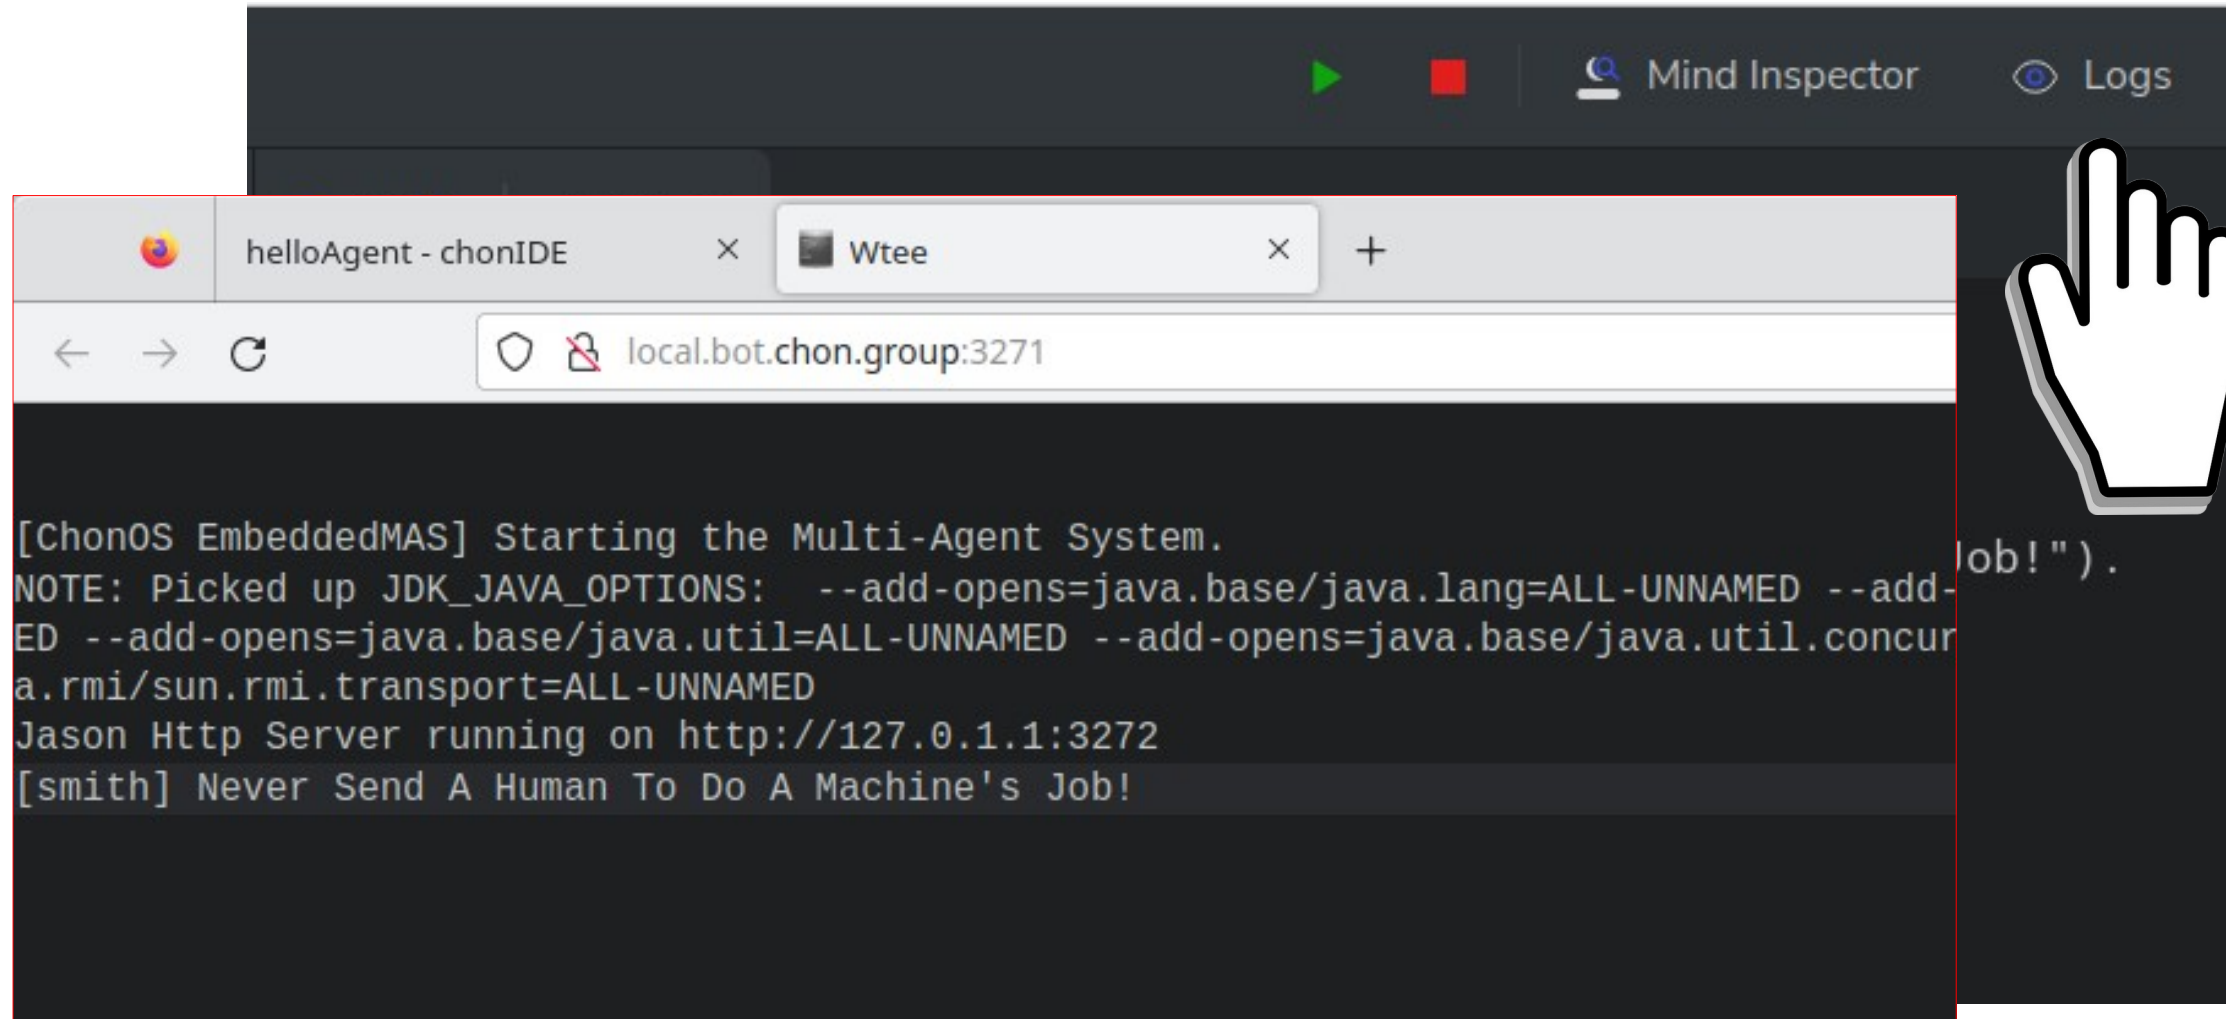 Mind Inspector Logs
helloAgent - chonIDE × Wtee × +
local.bot.chon.group:3271
[ChonOS EmbeddedMAS] Starting the Multi-Agent System.
NOTE: Picked up JDK_JAVA_OPTIONS:  --add-opens=java.base/java.lang=ALL-UNNAMED --add-
ED --add-opens=java.base/java.util=ALL-UNNAMED --add-opens=java.base/java.util.concur
a.rmi/sun.rmi.transport=ALL-UNNAMED
Jason Http Server running on http://127.0.1.1:3272
[smith] Never Send A Human To Do A Machine's Job!
ob!").